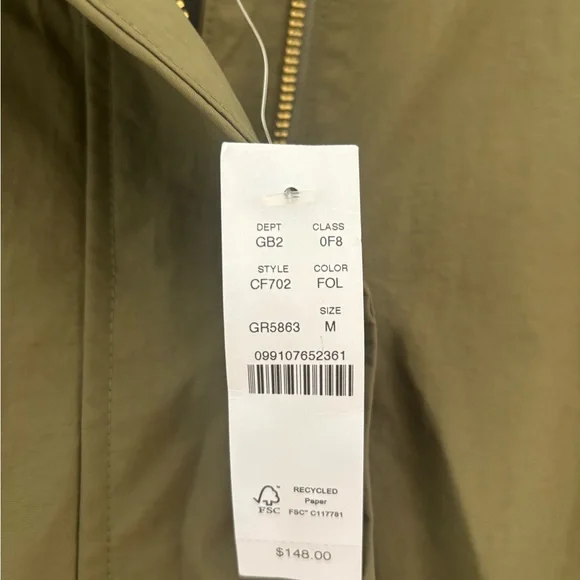 DEPT CLASS
GB2 0F8
STYLE COLOR
CF702 FOL
SIZE
GR5863 M
099107652361
RECYCLED
Paper
FSC FSC® C117781
$148.00